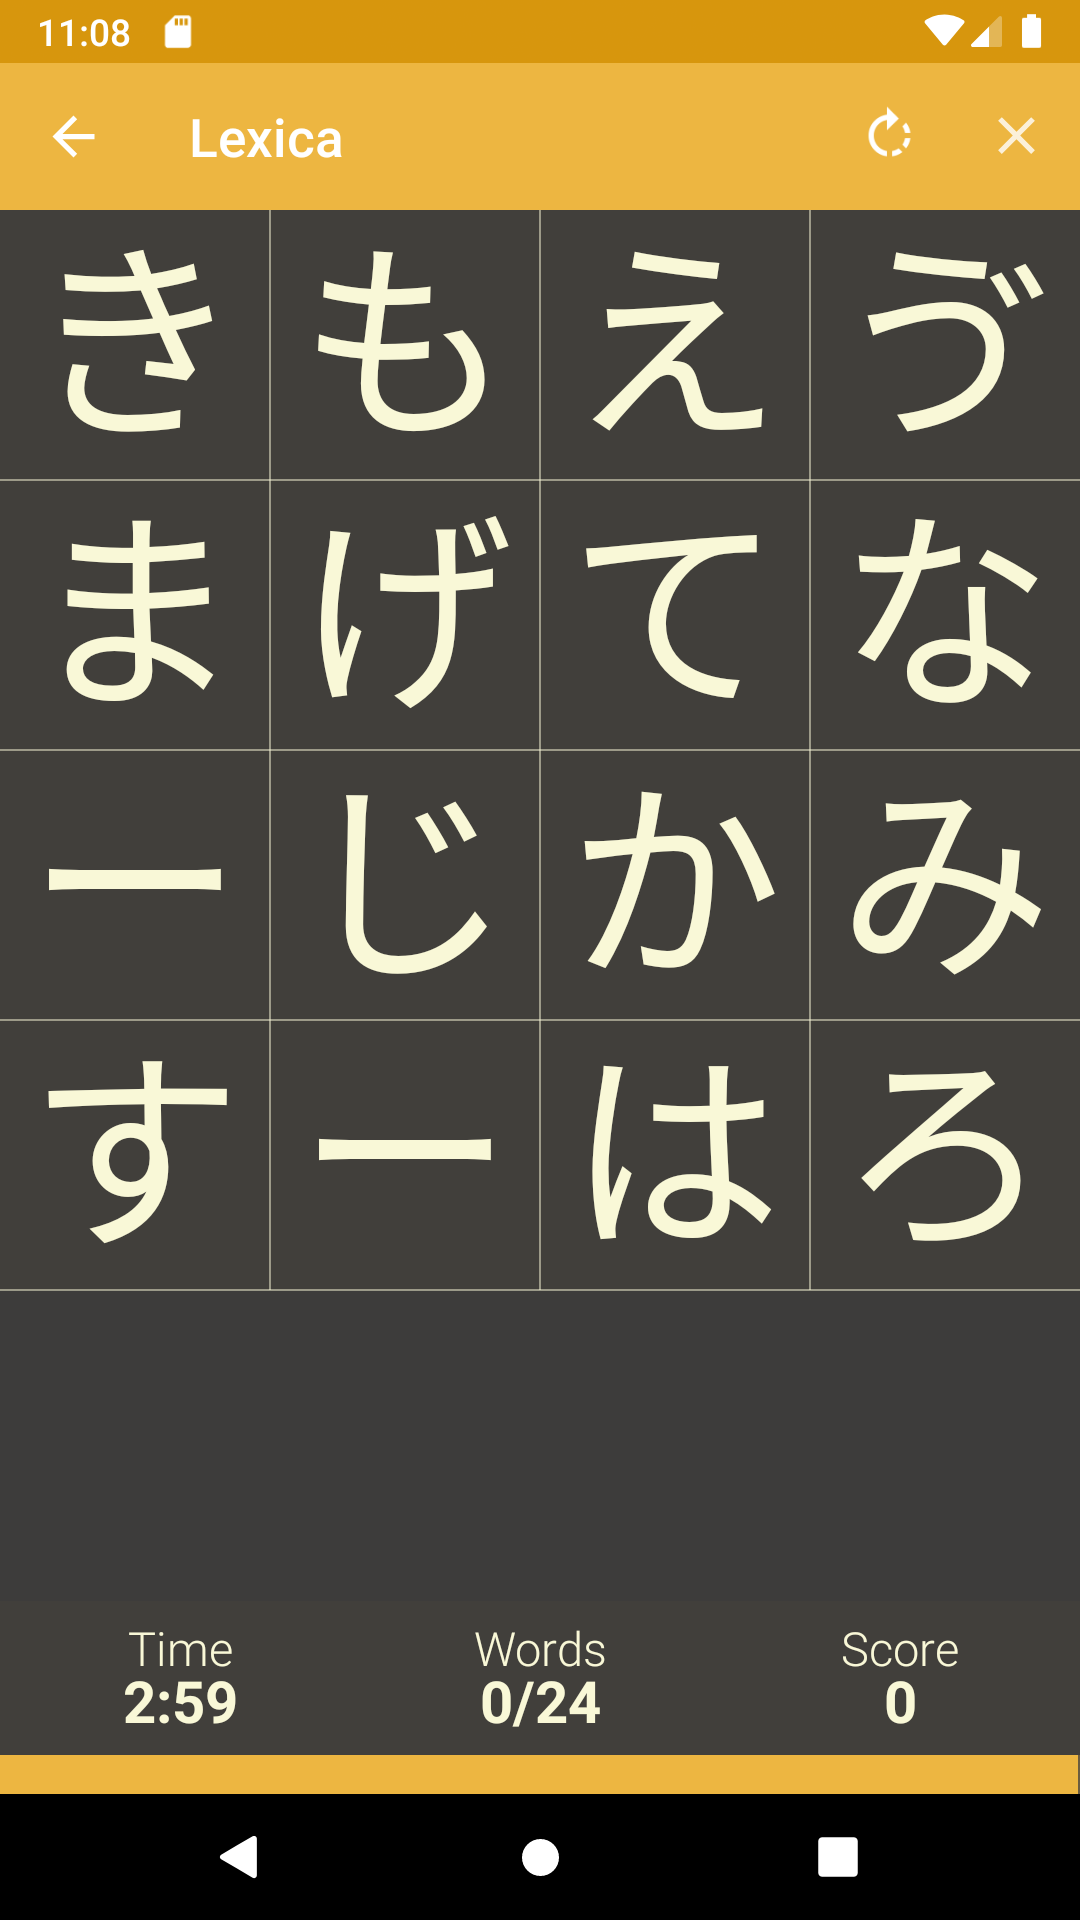 11:08
Lexica
き も え ゔ
ま げ て な
ー じ か み
す ー は ろ
Time Words Score
2:59 0/24 0